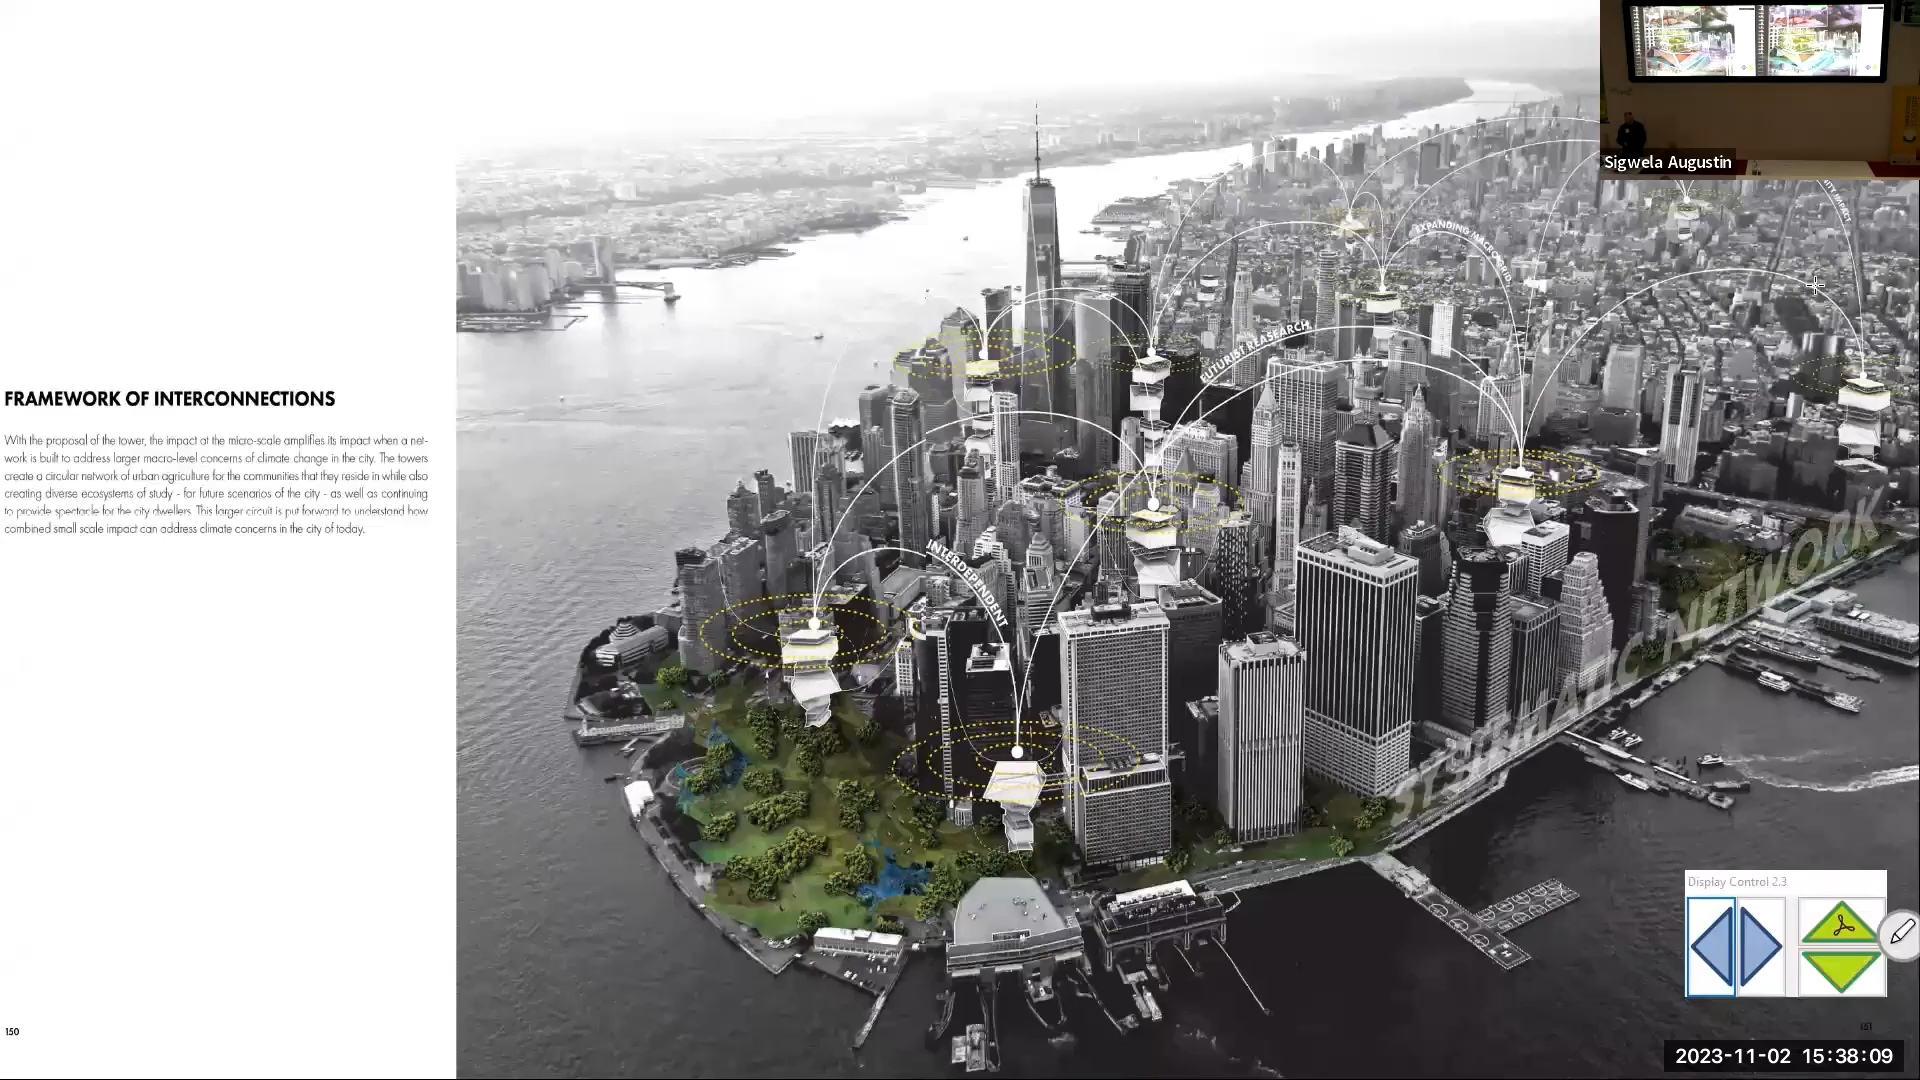 Sigwela Augustin
CITY IMPACT
EXPANDING MACRO GRID
FUTURIST REASEARCH
FRAMEWORK OF INTERCONNECTIONS
With the proposal of the tower, the impact at the micro-scale amplifies its impact when a net-
work is built to address larger macro-level concerns of climate change in the city. The towers
create a circular network of urban agriculture for the communities that they reside in while also
creating diverse ecosystems of study - for future scenarios of the city - as well as continuing
to provide spectacle for the city dwellers. This larger circuit is put forward to understand how
combined small scale impact can address climate concerns in the city of today.
INTERDEPENDENT
SYSTEMATIC NETWORK
Display Control 2.3
H
150
151
2023-11-02 15:38:09